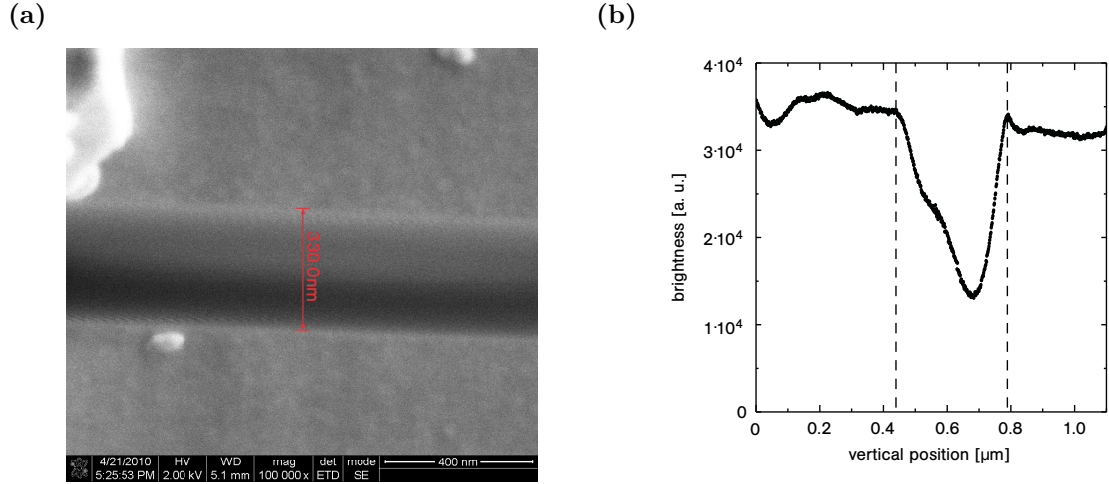 (a)
(b)
330.0nm
4/21/2010 HV WD mag det mode 400 nm
5:25:53 PM 2.00 kV 5.1 mm 100 000 x ETD SE
4·10⁴
3·10⁴
2·10⁴
1·10⁴
0
0 0.2 0.4 0.6 0.8 1.0
brightness [a. u.]
vertical position [µm]